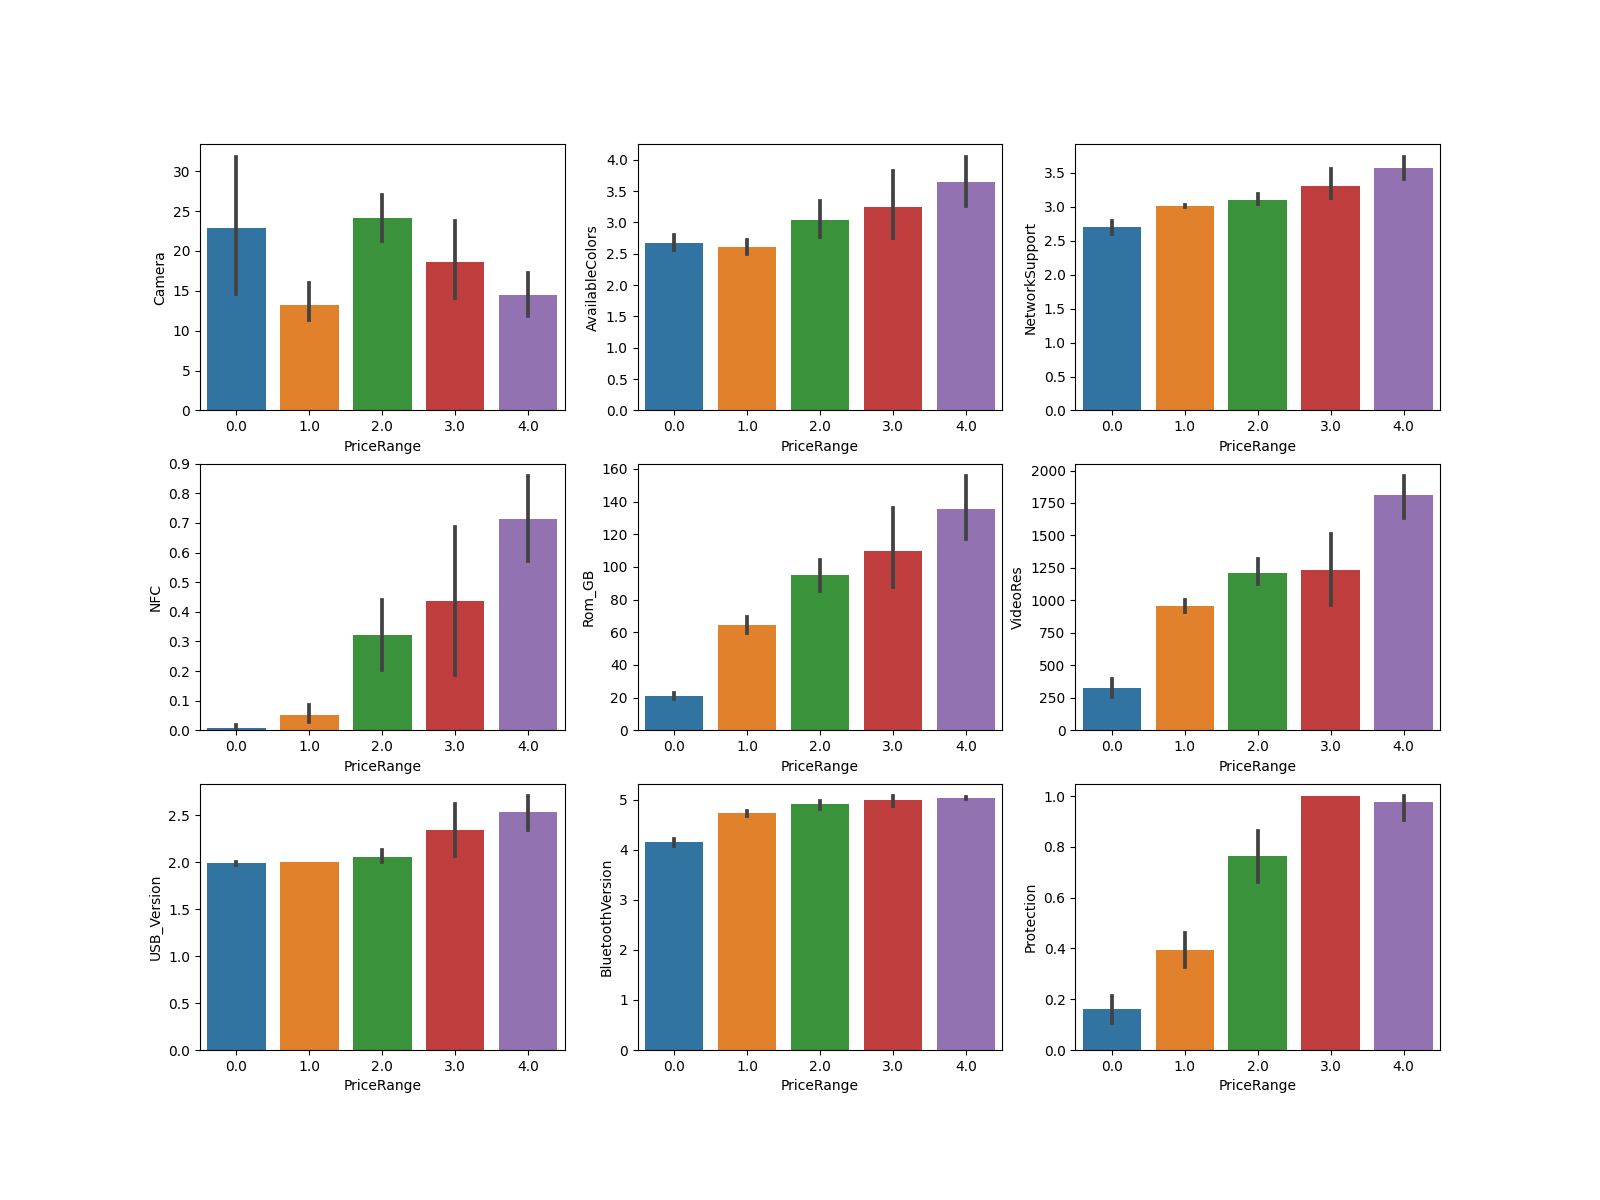 30
25
20
15
10
5
0
Camera
0.0 1.0 2.0 3.0 4.0
PriceRange
4.0
3.5
3.0
2.5
2.0
1.5
1.0
0.5
0.0
AvailableColors
0.0 1.0 2.0 3.0 4.0
PriceRange
3.5
3.0
2.5
2.0
1.5
1.0
0.5
0.0
NetworkSupport
0.0 1.0 2.0 3.0 4.0
PriceRange
0.9
0.8
0.7
0.6
0.5
0.4
0.3
0.2
0.1
0.0
NFC
0.0 1.0 2.0 3.0 4.0
PriceRange
160
140
120
100
80
60
40
20
0
Rom_GB
0.0 1.0 2.0 3.0 4.0
PriceRange
2000
1750
1500
1250
1000
750
500
250
0
VideoRes
0.0 1.0 2.0 3.0 4.0
PriceRange
2.5
2.0
1.5
1.0
0.5
0.0
USB_Version
0.0 1.0 2.0 3.0 4.0
PriceRange
5
4
3
2
1
0
BluetoothVersion
0.0 1.0 2.0 3.0 4.0
PriceRange
1.0
0.8
0.6
0.4
0.2
0.0
Protection
0.0 1.0 2.0 3.0 4.0
PriceRange